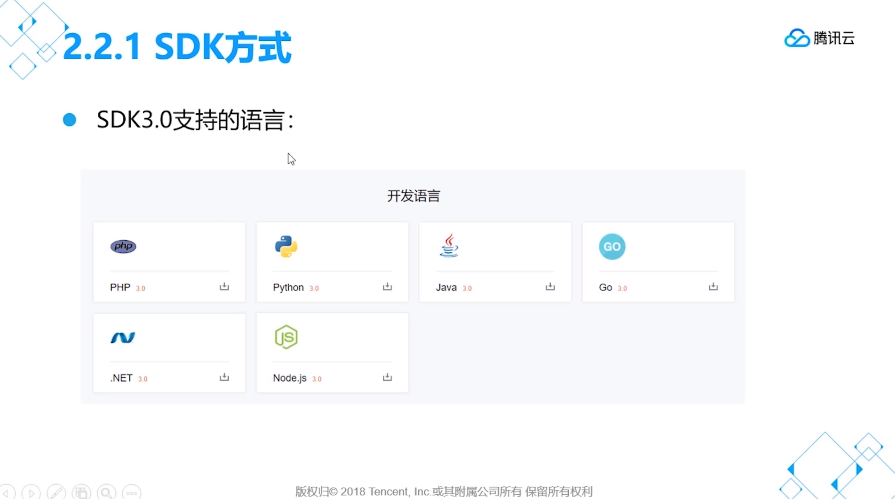 2.2.1 SDK方式
腾讯云
SDK3.0支持的语言：
开发语言
php
GO
PHP 3.0
Python 3.0
Java 3.0
Go 3.0
JS
.NET 3.0
Node.js 3.0
版权归© 2018 Tencent, Inc.或其附属公司所有 保留所有权利